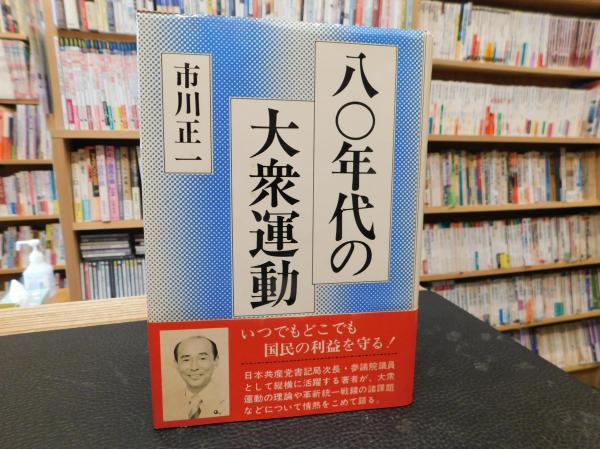 八〇年代の
大衆運動
市川正一
いつでもどこでも
国民の利益を守る！
日本共産党書記局次長・参議院議員
として縦横に活躍する著者が、大衆
運動の理論や革新統一戦線の諸課題
などについて情熱をこめて語る。